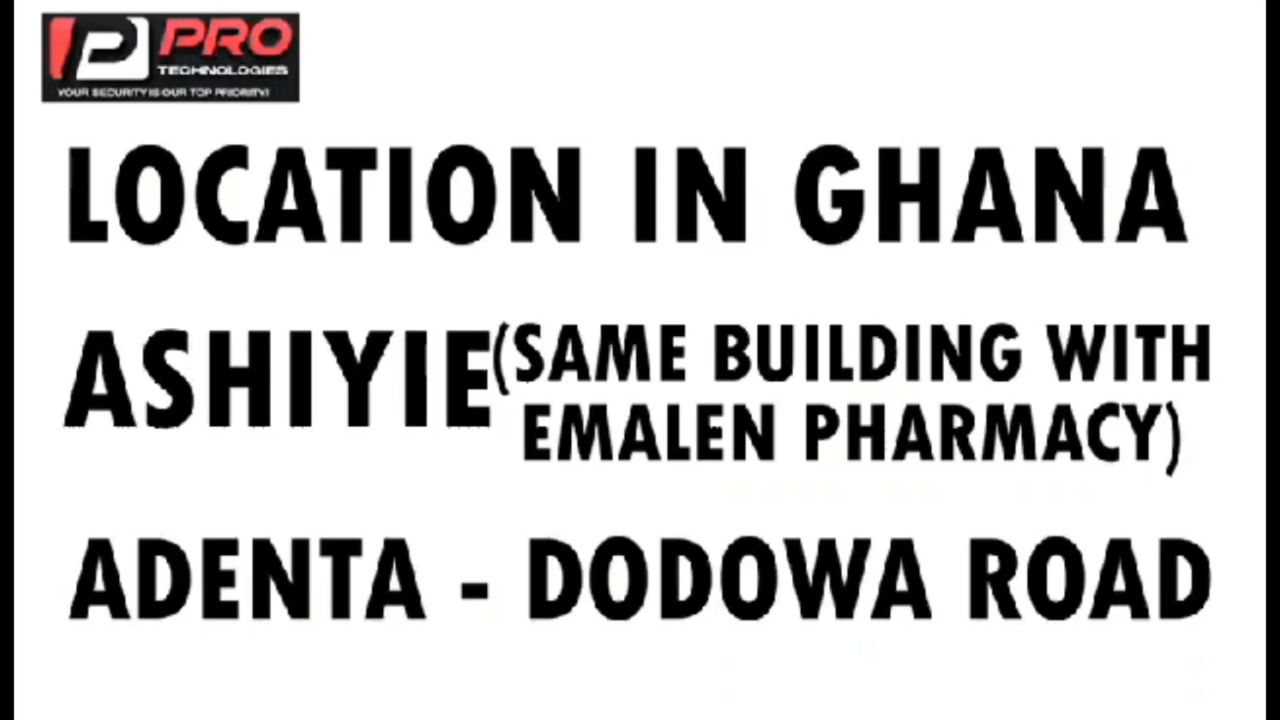 PRO
TECHNOLOGIES
YOUR SECURITY IS OUR TOP PRIORITY!
LOCATION IN GHANA
ASHIYIE (SAME BUILDING WITH
EMALEN PHARMACY)
ADENTA - DODOWA ROAD